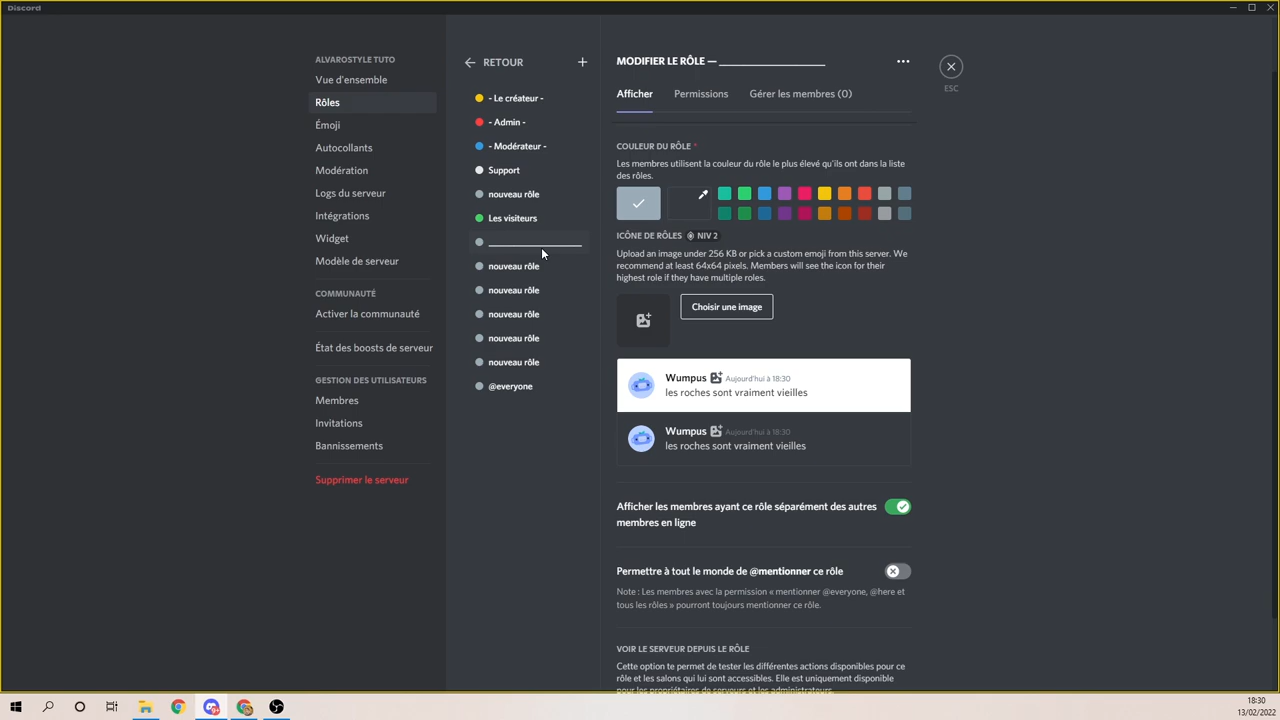 Discord
ALVAROSTYLE TUTO
Vue d'ensemble
Rôles
Émoji
Autocollants
Modération
Logs du serveur
Intégrations
Widget
Modèle de serveur
COMMUNAUTÉ
Activer la communauté
État des boosts de serveur
GESTION DES UTILISATEURS
Membres
Invitations
Bannissements
Supprimer le serveur
RETOUR
- Le créateur -
- Admin -
- Modérateur -
Support
nouveau rôle
Les visiteurs
____________________
nouveau rôle
nouveau rôle
nouveau rôle
nouveau rôle
nouveau rôle
@everyone
MODIFIER LE RÔLE — ____________________
Afficher Permissions Gérer les membres (0)
COULEUR DU RÔLE *
Les membres utilisent la couleur du rôle le plus élevé qu'ils ont dans la liste
des rôles.
ICÔNE DE RÔLES NIV 2
Upload an image under 256 KB or pick a custom emoji from this server. We
recommend at least 64x64 pixels. Members will see the icon for their
highest role if they have multiple roles.
Choisir une image
Wumpus Aujourd'hui à 18:30
les roches sont vraiment vieilles
Wumpus Aujourd'hui à 18:30
les roches sont vraiment vieilles
Afficher les membres ayant ce rôle séparément des autres
membres en ligne
Permettre à tout le monde de @mentionner ce rôle
Note : Les membres avec la permission « mentionner @everyone, @here et
tous les rôles » pourront toujours mentionner ce rôle.
VOIR LE SERVEUR DEPUIS LE RÔLE
Cette option te permet de tester les différentes actions disponibles pour ce
rôle et les salons qui lui sont accessibles. Elle est uniquement disponible
pour les propriétaires de serveurs et les administrateurs.
ESC
18:30
13/02/2022